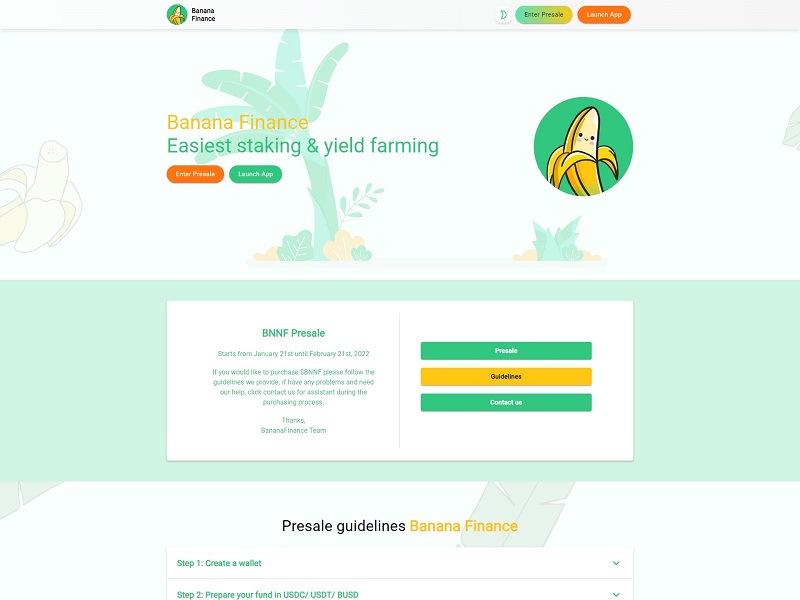 Banana
Finance
Enter Presale
Launch App
Banana Finance
Easiest staking & yield farming
Enter Presale
Launch App
BNNF Presale
Starts from January 21st until February 21st, 2022
If you would like to purchase $BNNF please follow the
guidelines we provide, if have any problems and need
our help, click contact us for assistant during the
purchasing process.
Thanks,
BananaFinance Team
Presale
Guidelines
Contact us
Presale guidelines Banana Finance
Step 1: Create a wallet
Step 2: Prepare your fund in USDC/ USDT/ BUSD